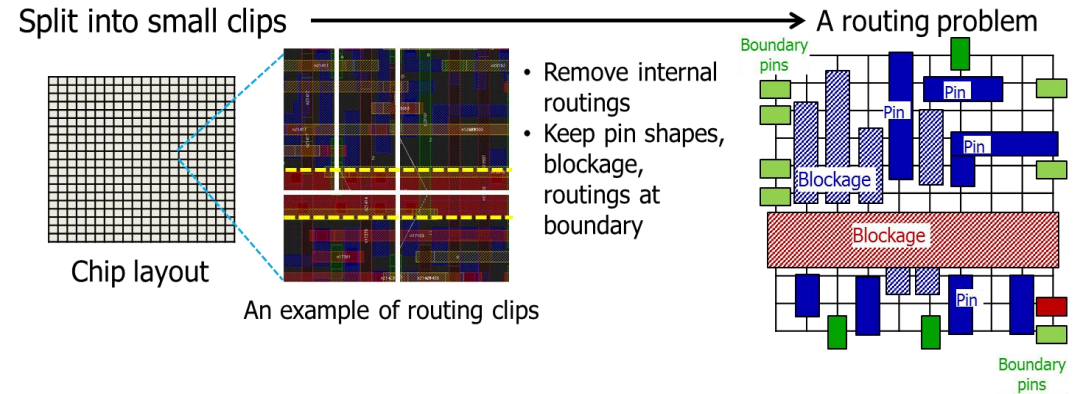 Split into small clips
A routing problem
Chip layout
An example of routing clips
• Remove internal
routings
• Keep pin shapes,
blockage,
routings at
boundary
Boundary
pins
Pin
Pin
Pin
Blockage
Blockage
Pin
Boundary
pins